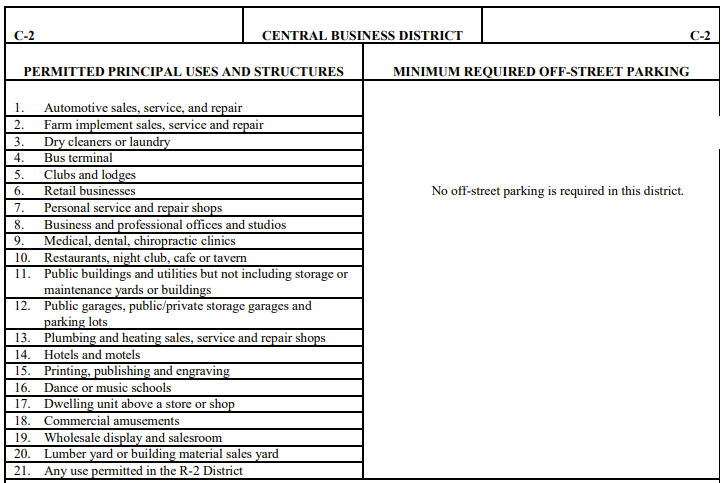 C-2 CENTRAL BUSINESS DISTRICT C-2
PERMITTED PRINCIPAL USES AND STRUCTURES MINIMUM REQUIRED OFF-STREET PARKING
1. Automotive sales, service, and repair
2. Farm implement sales, service and repair
3. Dry cleaners or laundry
4. Bus terminal
5. Clubs and lodges
6. Retail businesses No off-street parking is required in this district.
7. Personal service and repair shops
8. Business and professional offices and studios
9. Medical, dental, chiropractic clinics
10. Restaurants, night club, cafe or tavern
11. Public buildings and utilities but not including storage or
maintenance yards or buildings
12. Public garages, public/private storage garages and
parking lots
13. Plumbing and heating sales, service and repair shops
14. Hotels and motels
15. Printing, publishing and engraving
16. Dance or music schools
17. Dwelling unit above a store or shop
18. Commercial amusements
19. Wholesale display and salesroom
20. Lumber yard or building material sales yard
21. Any use permitted in the R-2 District